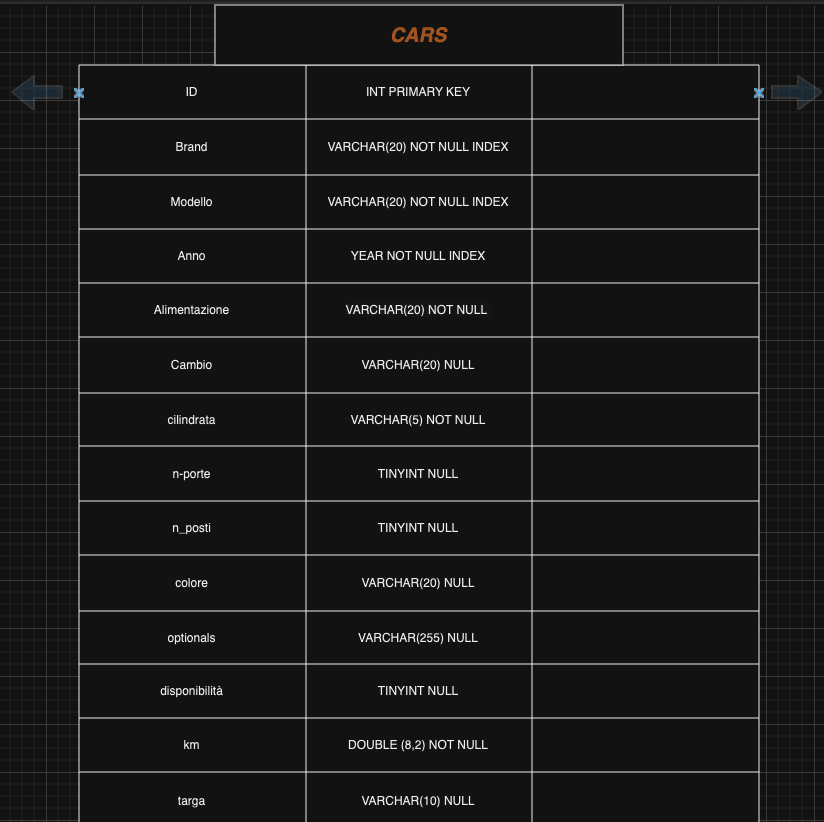 CARS
ID INT PRIMARY KEY
Brand VARCHAR(20) NOT NULL INDEX
Modello VARCHAR(20) NOT NULL INDEX
Anno YEAR NOT NULL INDEX
Alimentazione VARCHAR(20) NOT NULL
Cambio VARCHAR(20) NULL
cilindrata VARCHAR(5) NOT NULL
n-porte TINYINT NULL
n_posti TINYINT NULL
colore VARCHAR(20) NULL
optionals VARCHAR(255) NULL
disponibilità TINYINT NULL
km DOUBLE (8,2) NOT NULL
targa VARCHAR(10) NULL